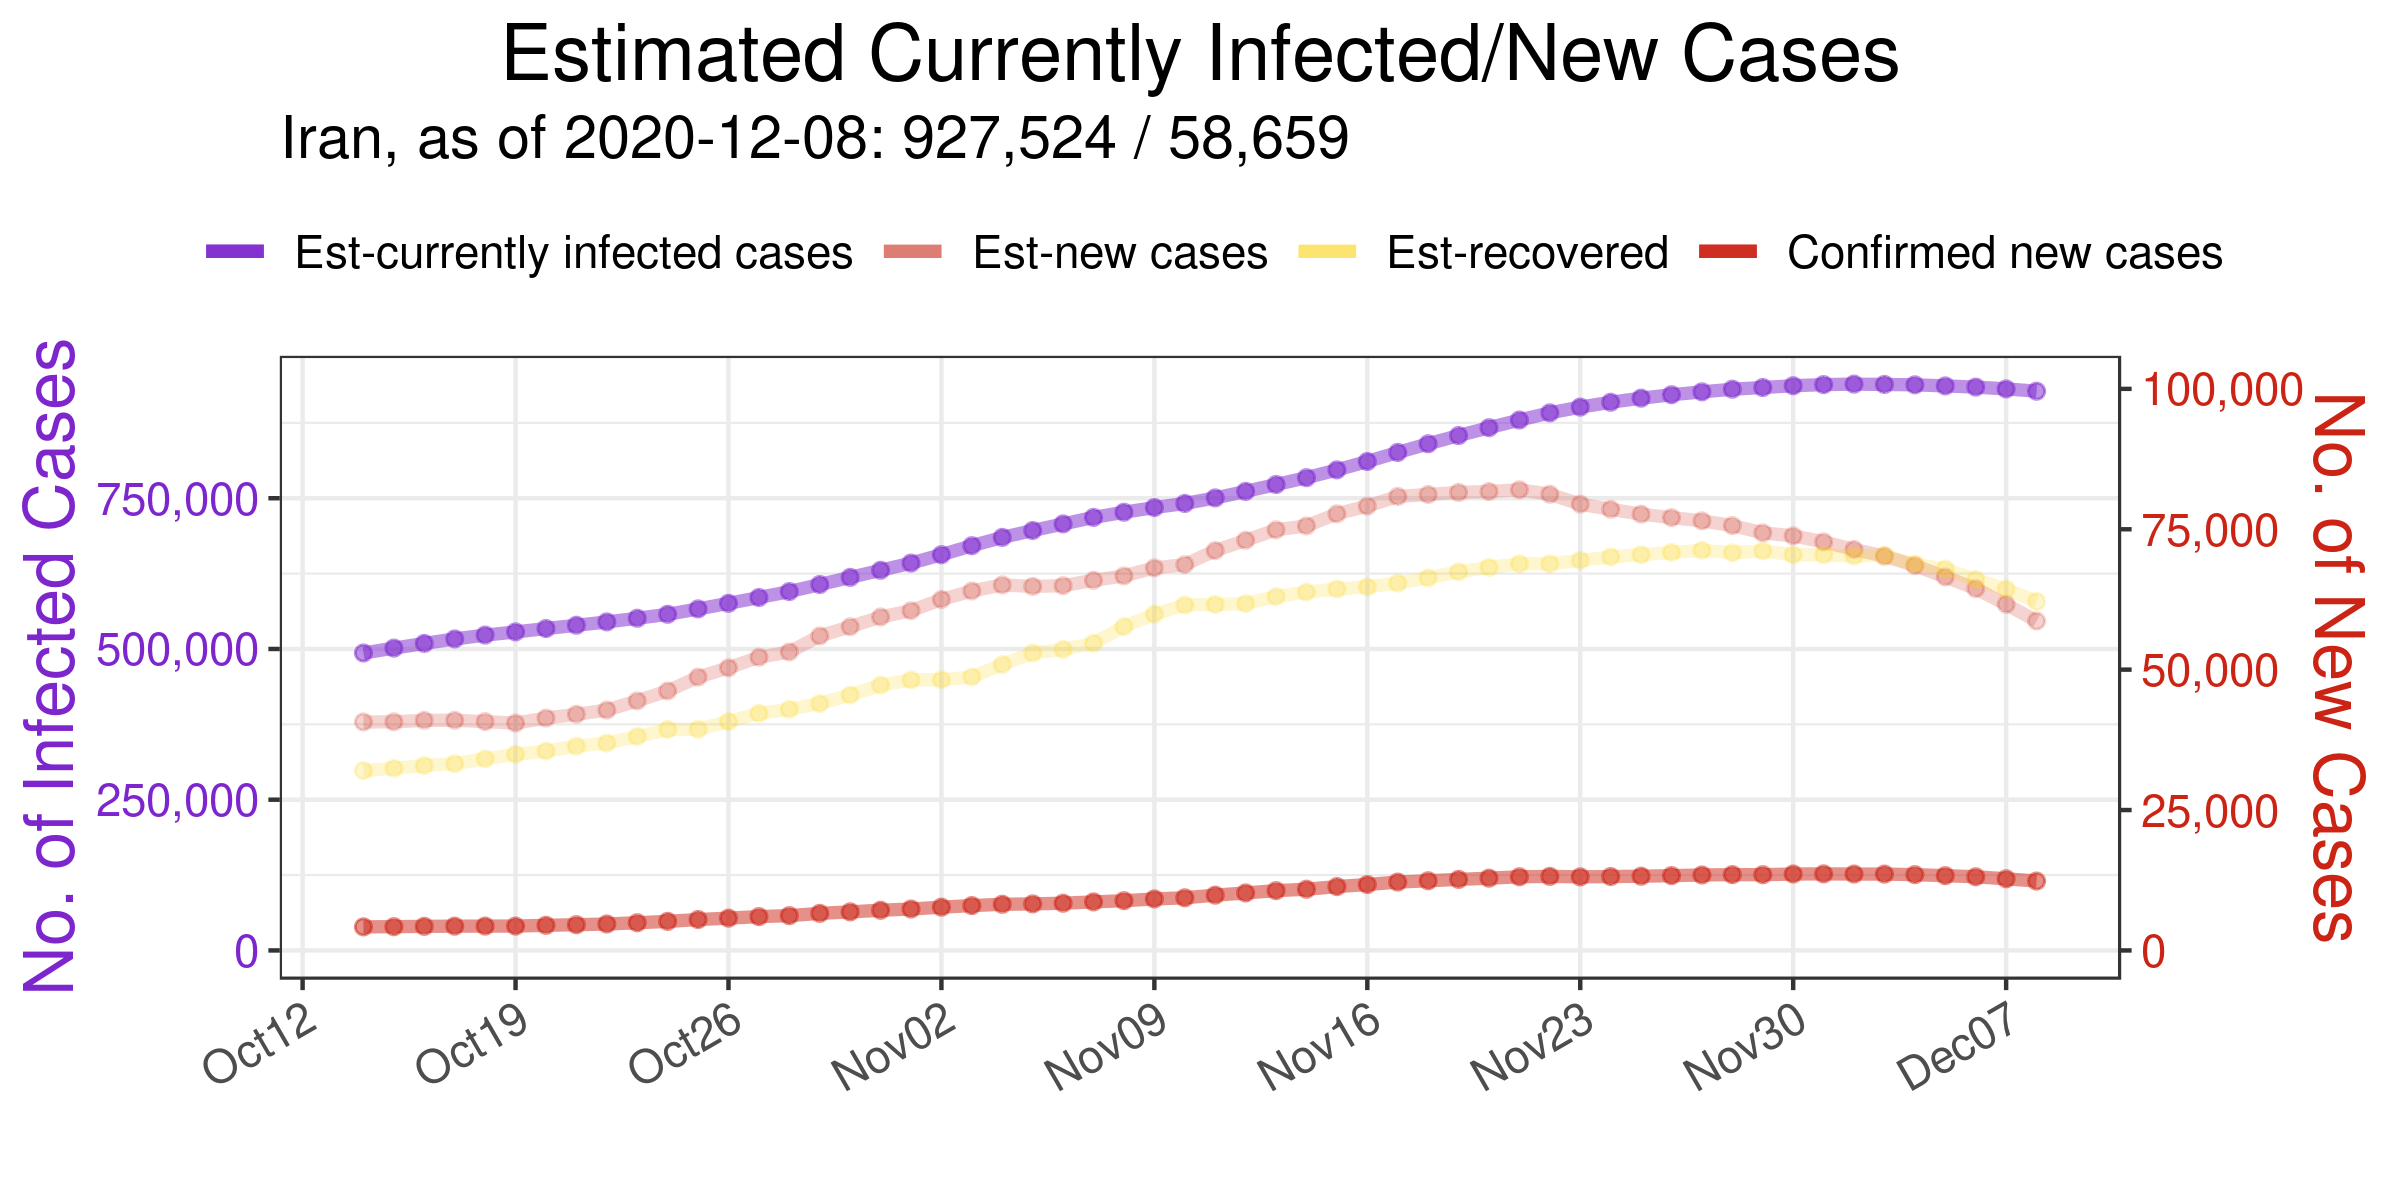 Estimated Currently Infected/New Cases
Iran, as of 2020-12-08: 927,524 / 58,659
Est-currently infected cases Est-new cases Est-recovered Confirmed new cases
No. of Infected Cases
750,000
500,000
250,000
0
100,000
75,000
50,000
25,000
0
No. of New Cases
Oct12 Oct19 Oct26 Nov02 Nov09 Nov16 Nov23 Nov30 Dec07